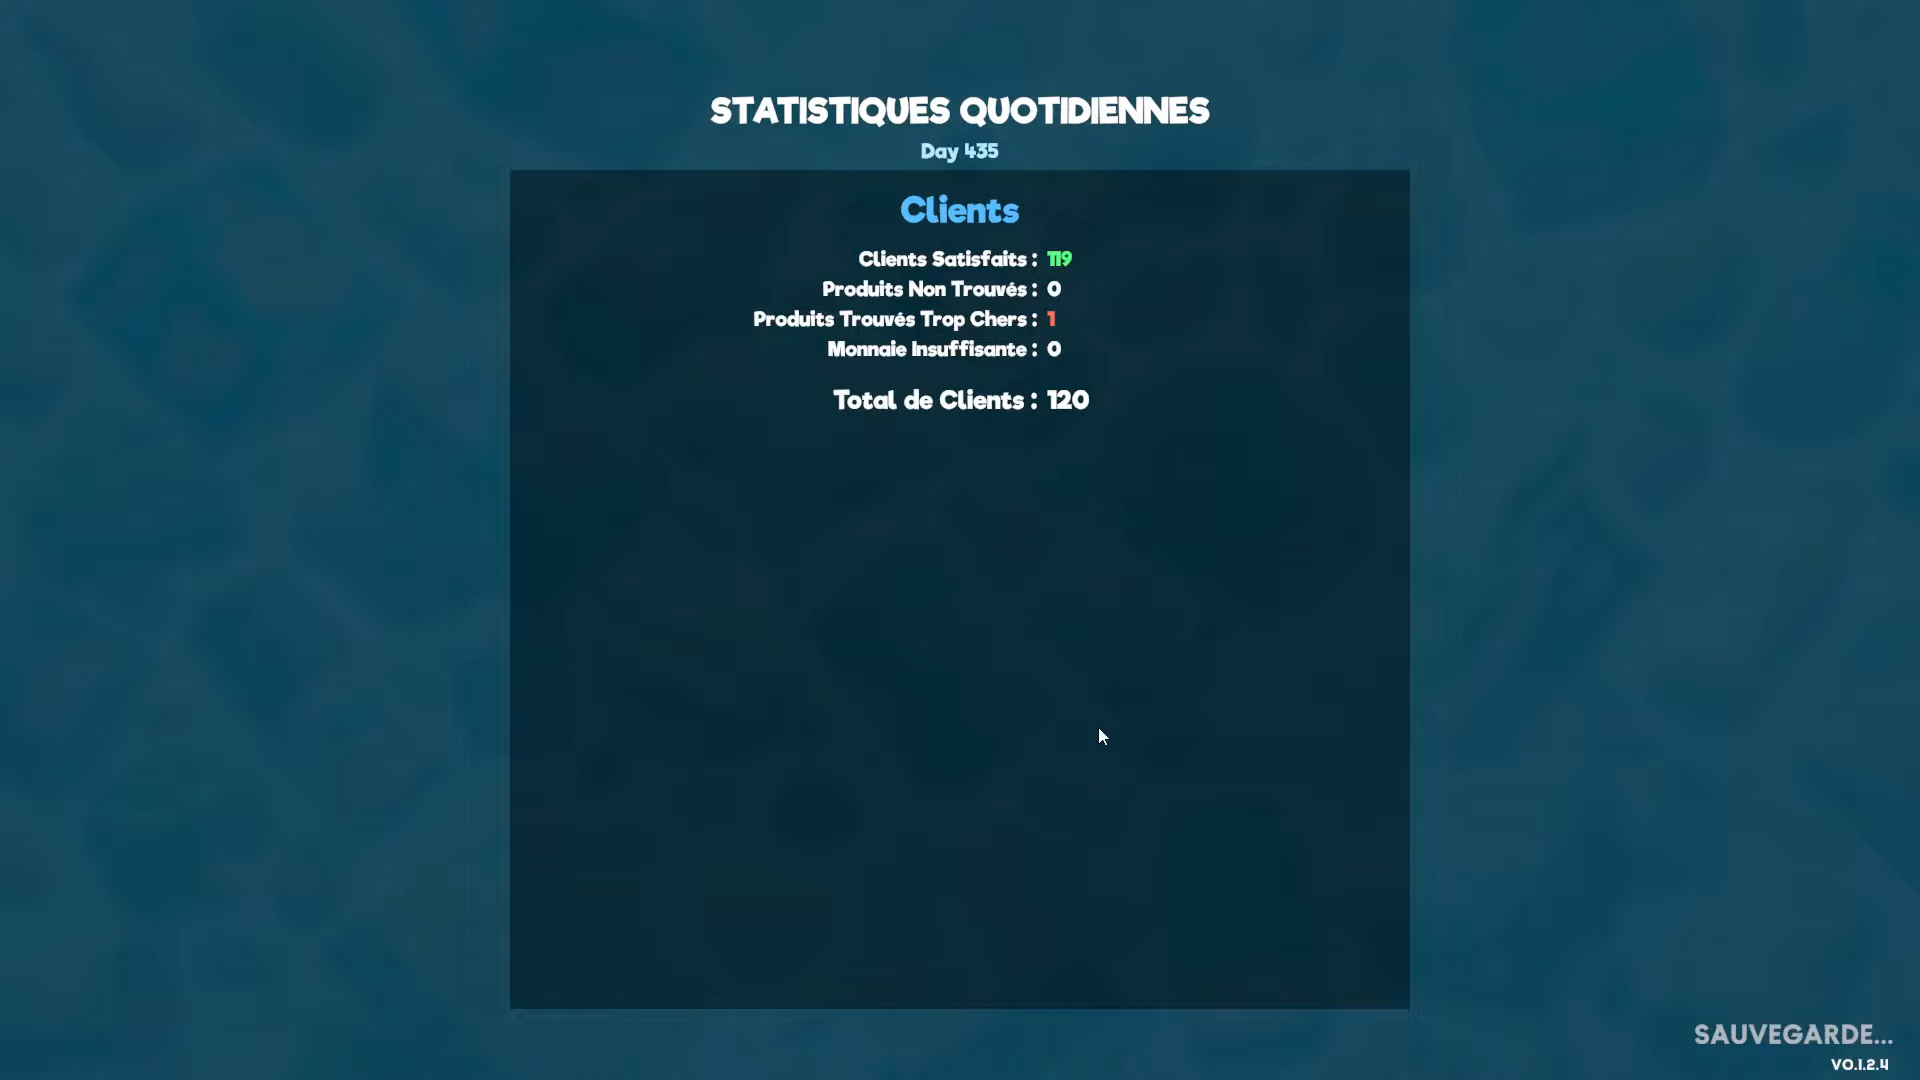 STATISTIQUES QUOTIDIENNES
Day 435
Clients
Clients Satisfaits : 119
Produits Non Trouvés : 0
Produits Trouvés Trop Chers : 1
Monnaie Insuffisante : 0
Total de Clients : 120
SAUVEGARDE...
V0.1.2.4